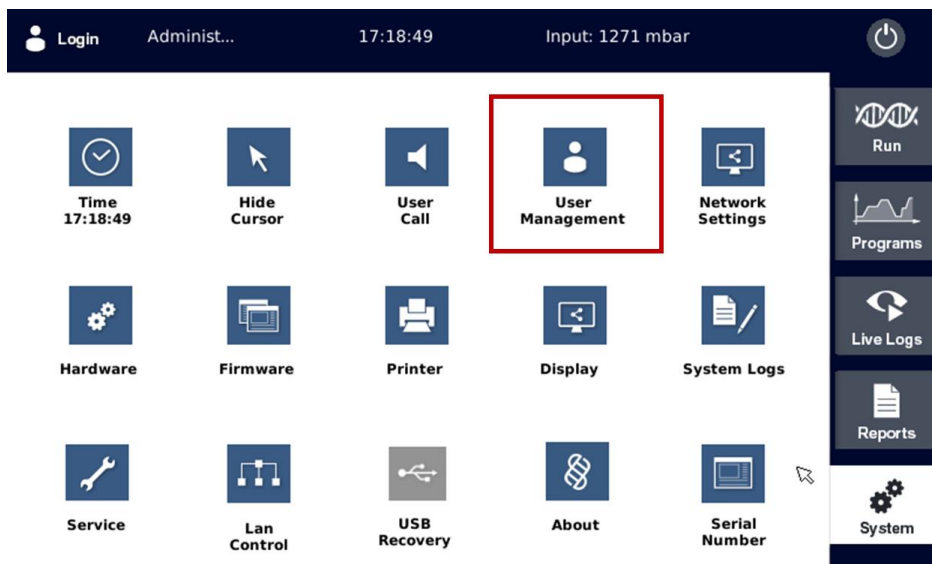 Login Administ... 17:18:49 Input: 1271 mbar
Run
Time
17:18:49
Hide
Cursor
User
Call
User
Management
Network
Settings
Programs
Hardware
Firmware
Printer
Display
System Logs
Live Logs
Reports
Service
Lan
Control
USB
Recovery
About
Serial
Number
System